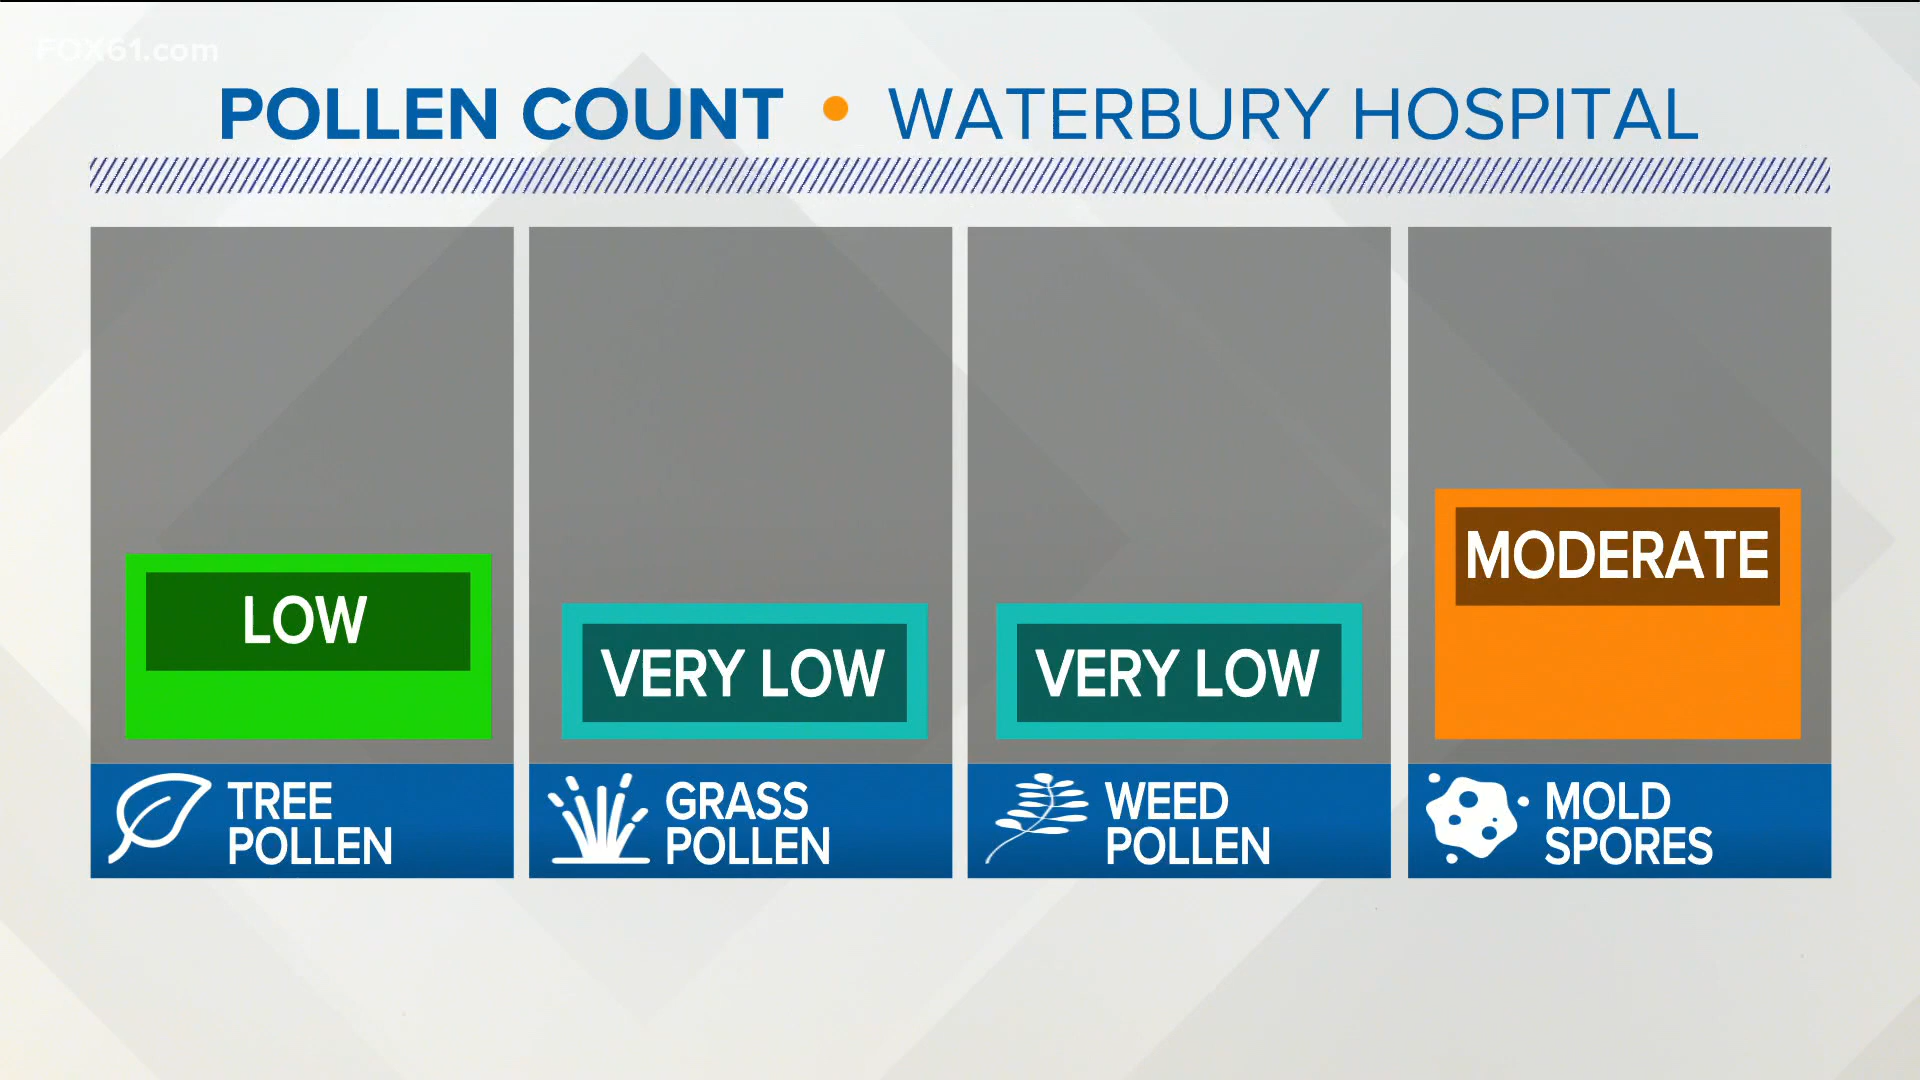 FOX61.com
POLLEN COUNT • WATERBURY HOSPITAL
LOW
VERY LOW
VERY LOW
MODERATE
TREE
POLLEN
GRASS
POLLEN
WEED
POLLEN
MOLD
SPORES